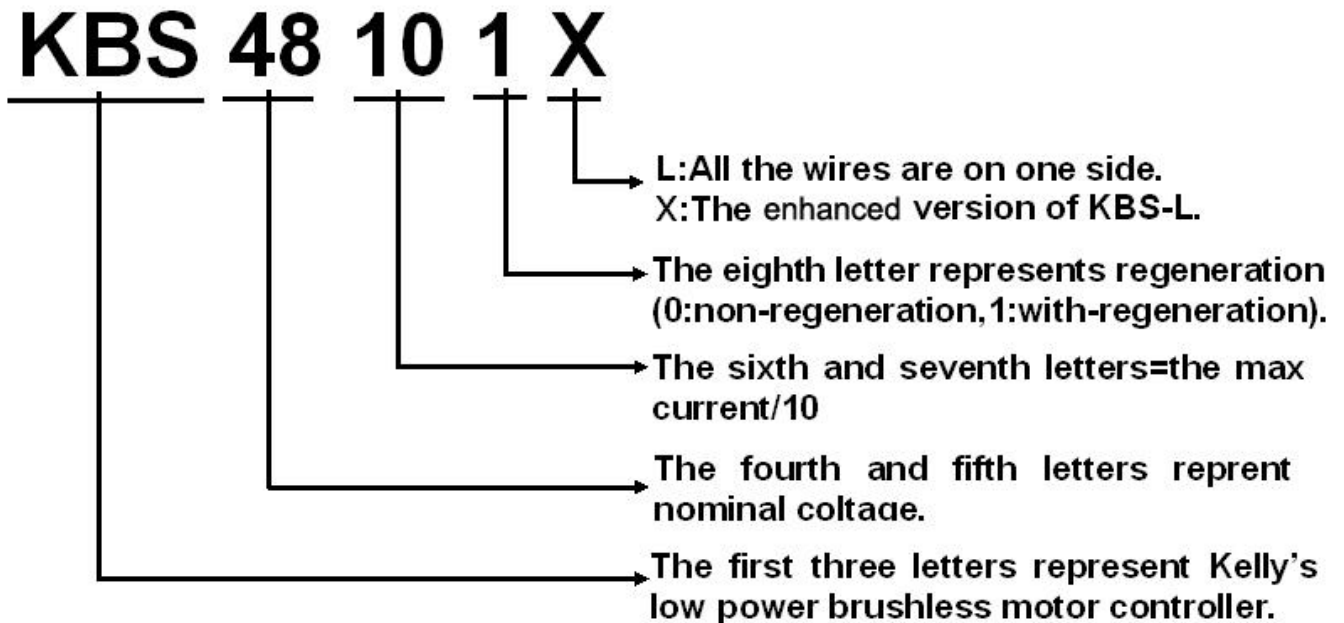 KBS 48 10 1 X
L:All the wires are on one side.
X:The enhanced version of KBS-L.
The eighth letter represents regeneration
(0:non-regeneration,1:with-regeneration).
The sixth and seventh letters=the max
current/10
The fourth and fifth letters reprent
nominal coltage.
The first three letters represent Kelly's
low power brushless motor controller.